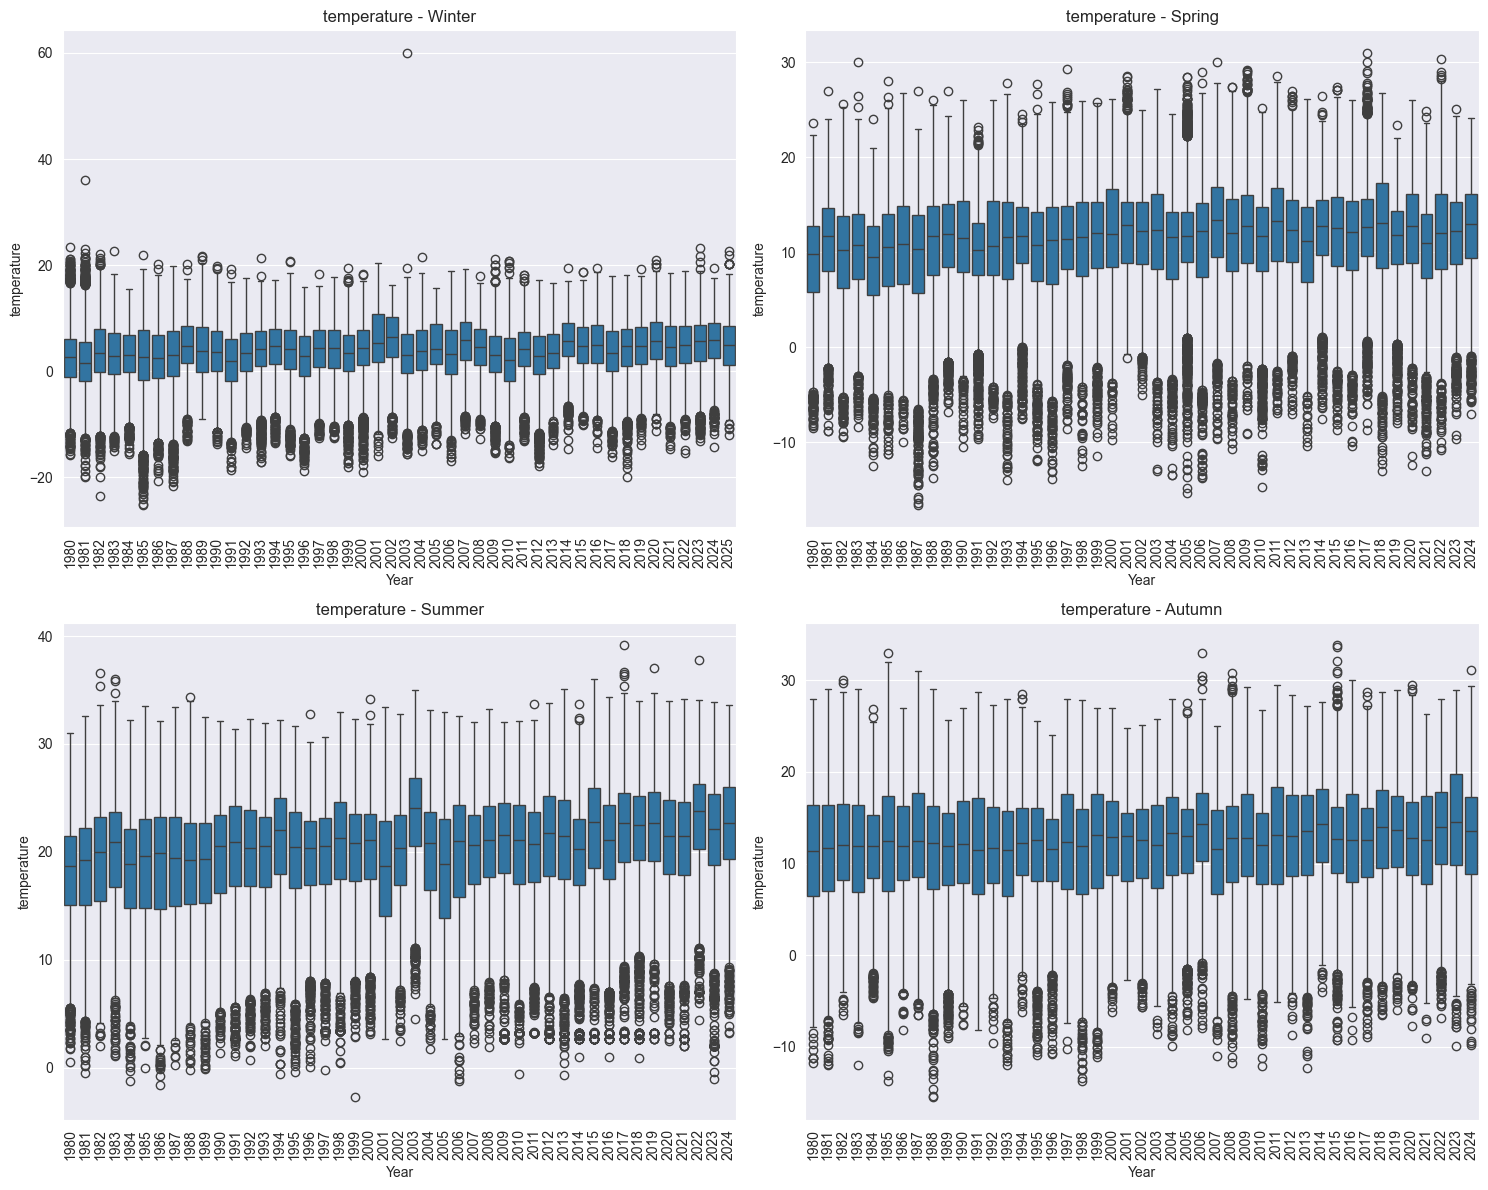 temperature - Winter
temperature
60
40
20
0
−20
1980 1981 1982 1983 1984 1985 1986 1987 1988 1989 1990 1991 1992 1993 1994 1995 1996 1997 1998 1999 2000 2001 2002 2003 2004 2005 2006 2007 2008 2009 2010 2011 2012 2013 2014 2015 2016 2017 2018 2019 2020 2021 2022 2023 2024 2025
Year
temperature - Spring
temperature
30
20
10
0
−10
1980 1981 1982 1983 1984 1985 1986 1987 1988 1989 1990 1991 1992 1993 1994 1995 1996 1997 1998 1999 2000 2001 2002 2003 2004 2005 2006 2007 2008 2009 2010 2011 2012 2013 2014 2015 2016 2017 2018 2019 2020 2021 2022 2023 2024
Year
temperature - Summer
temperature
40
30
20
10
0
1980 1981 1982 1983 1984 1985 1986 1987 1988 1989 1990 1991 1992 1993 1994 1995 1996 1997 1998 1999 2000 2001 2002 2003 2004 2005 2006 2007 2008 2009 2010 2011 2012 2013 2014 2015 2016 2017 2018 2019 2020 2021 2022 2023 2024
Year
temperature - Autumn
temperature
30
20
10
0
−10
1980 1981 1982 1983 1984 1985 1986 1987 1988 1989 1990 1991 1992 1993 1994 1995 1996 1997 1998 1999 2000 2001 2002 2003 2004 2005 2006 2007 2008 2009 2010 2011 2012 2013 2014 2015 2016 2017 2018 2019 2020 2021 2022 2023 2024
Year